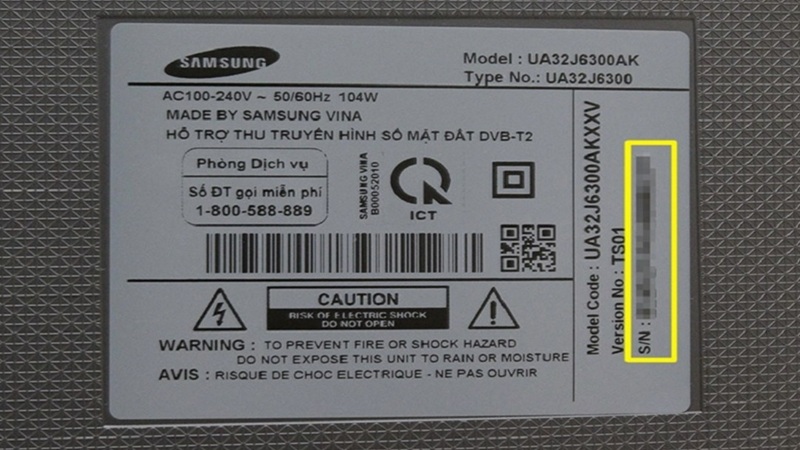 SAMSUNG
Model : UA32J6300AK
Type No.: UA32J6300
AC100-240V ~ 50/60Hz 104W
MADE BY SAMSUNG VINA
HỖ TRỢ THU TRUYỀN HÌNH SỐ MẶT ĐẤT DVB-T2
Phòng Dịch vụ
Số ĐT gọi miễn phí
1-800-588-889
SAMSUNG VINA
B00052010
ICT
CAUTION
RISK OF ELECTRIC SHOCK
DO NOT OPEN
WARNING : TO PREVENT FIRE OR SHOCK HAZARD
DO NOT EXPOSE THIS UNIT TO RAIN OR MOISTURE
AVIS : RISQUE DE CHOC ELECTRIQUE - NE PAS OUVRIR
Model Code : UA32J6300AKXXV
Version No : TS01
S/N :